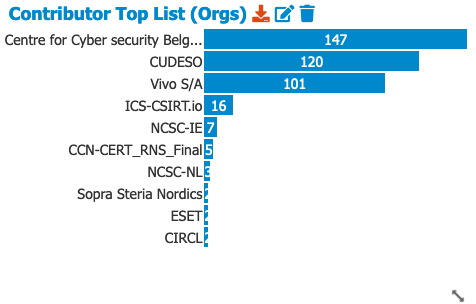 Contributor Top List (Orgs)
Centre for Cyber security Belg... 147
CUDESO 120
Vivo S/A 101
ICS-CSIRT.io 16
NCSC-IE 7
CCN-CERT_RNS_Final 5
NCSC-NL 3
Sopra Steria Nordics
ESET
CIRCL